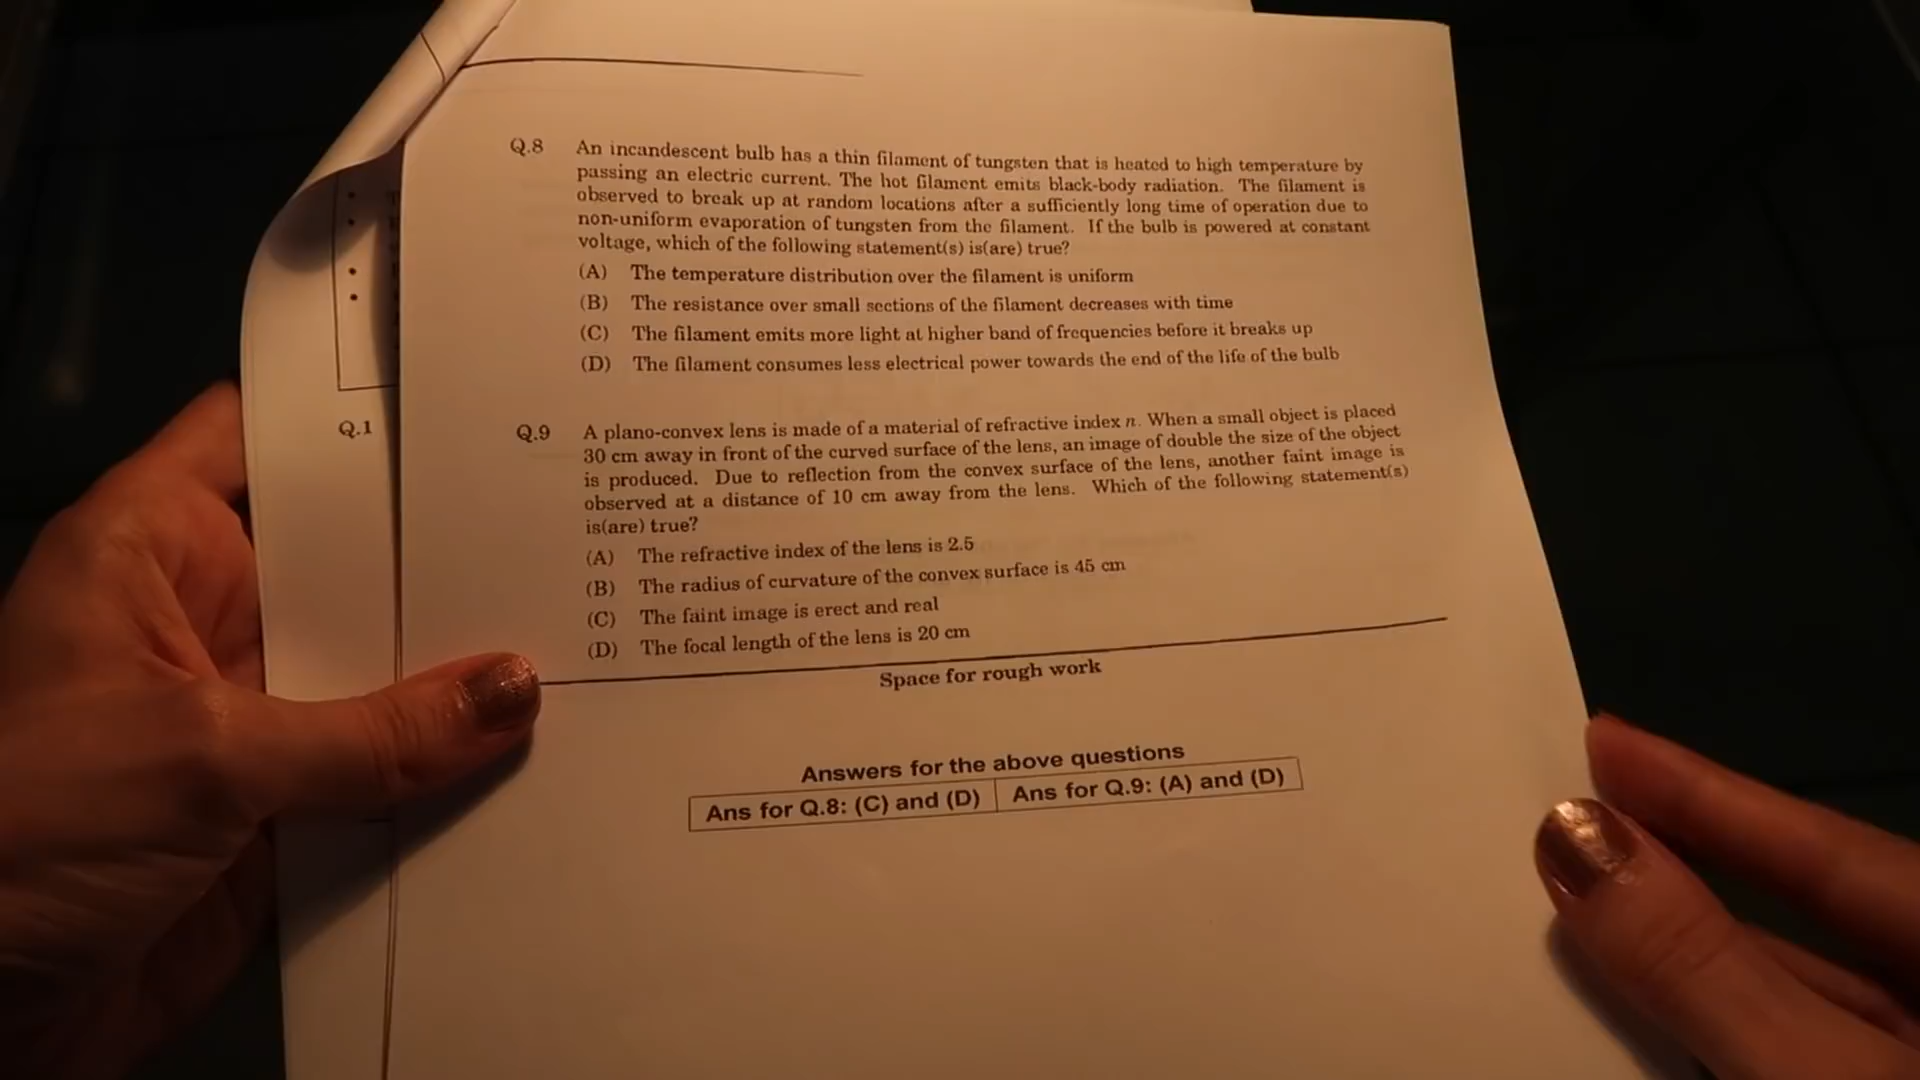 Q.8 An incandescent bulb has a thin filament of tungsten that is heated to high temperature by
passing an electric current. The hot filament emits black-body radiation. The filament is
observed to break up at random locations after a sufficiently long time of operation due to
non-uniform evaporation of tungsten from the filament. If the bulb is powered at constant
voltage, which of the following statement(s) is(are) true?
(A) The temperature distribution over the filament is uniform
(B) The resistance over small sections of the filament decreases with time
(C) The filament emits more light at higher band of frequencies before it breaks up
(D) The filament consumes less electrical power towards the end of the life of the bulb
Q.1
Q.9 A plano-convex lens is made of a material of refractive index n. When a small object is placed
30 cm away in front of the curved surface of the lens, an image of double the size of the object
is produced. Due to reflection from the convex surface of the lens, another faint image is
observed at a distance of 10 cm away from the lens. Which of the following statement(s)
is(are) true?
(A) The refractive index of the lens is 2.5
(B) The radius of curvature of the convex surface is 45 cm
(C) The faint image is erect and real
(D) The focal length of the lens is 20 cm
Space for rough work
Answers for the above questions
Ans for Q.8: (C) and (D) Ans for Q.9: (A) and (D)